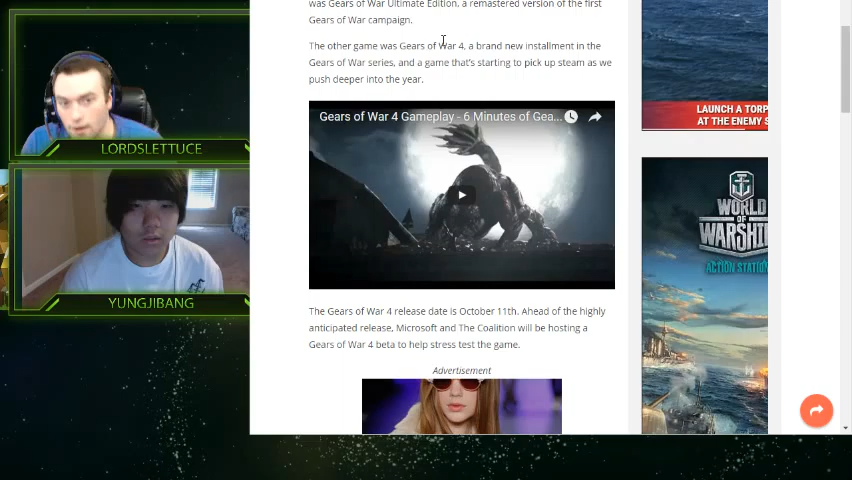 was Gears of War Ultimate Edition, a remastered version of the first
Gears of War campaign.
The other game was Gears of War 4, a brand new installment in the
Gears of War series, and a game that's starting to pick up steam as we
push deeper into the year.
Gears of War 4 Gameplay - 6 Minutes of Gea...
The Gears of War 4 release date is October 11th. Ahead of the highly
anticipated release, Microsoft and The Coalition will be hosting a
Gears of War 4 beta to help stress test the game.
Advertisement
LORDSLETTUCE
YUNGJIBANG
LAUNCH A TORP
AT THE ENEMY S
WORLD
OF
WARSHI
ACTION STATION